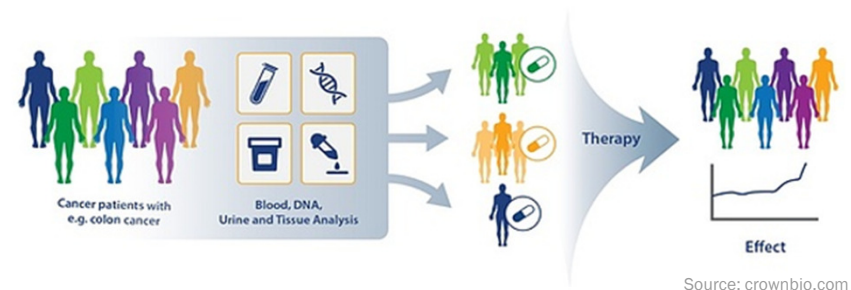 Cancer patients with
e.g. colon cancer
Blood, DNA,
Urine and Tissue Analysis
Therapy
Effect
Source: crownbio.com